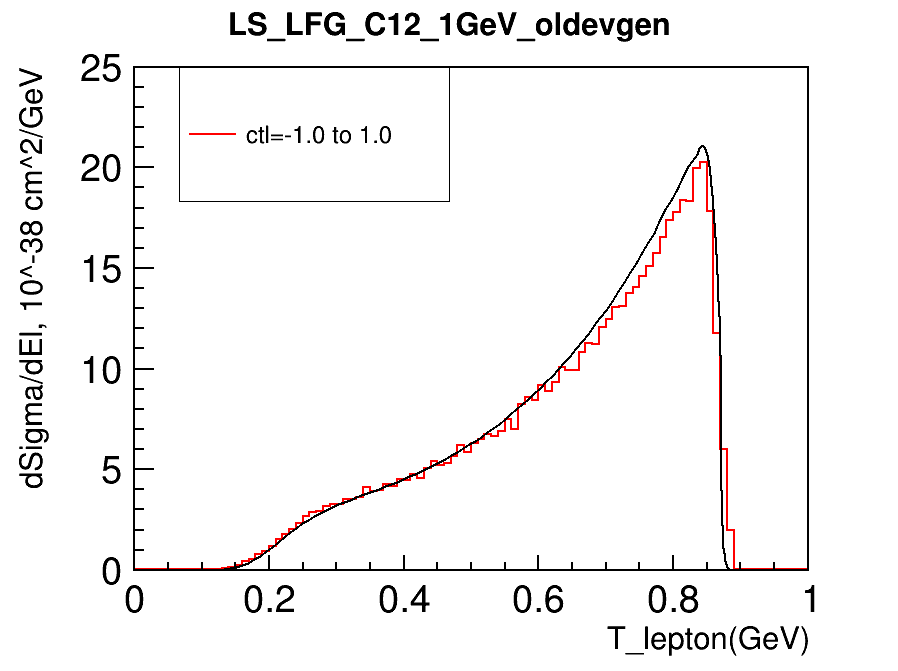 LS_LFG_C12_1GeV_oldevgen
dSigma/dEl, 10^-38 cm^2/GeV
25
20
15
10
5
0
ctl=-1.0 to 1.0
0 0.2 0.4 0.6 0.8 1
T_lepton(GeV)